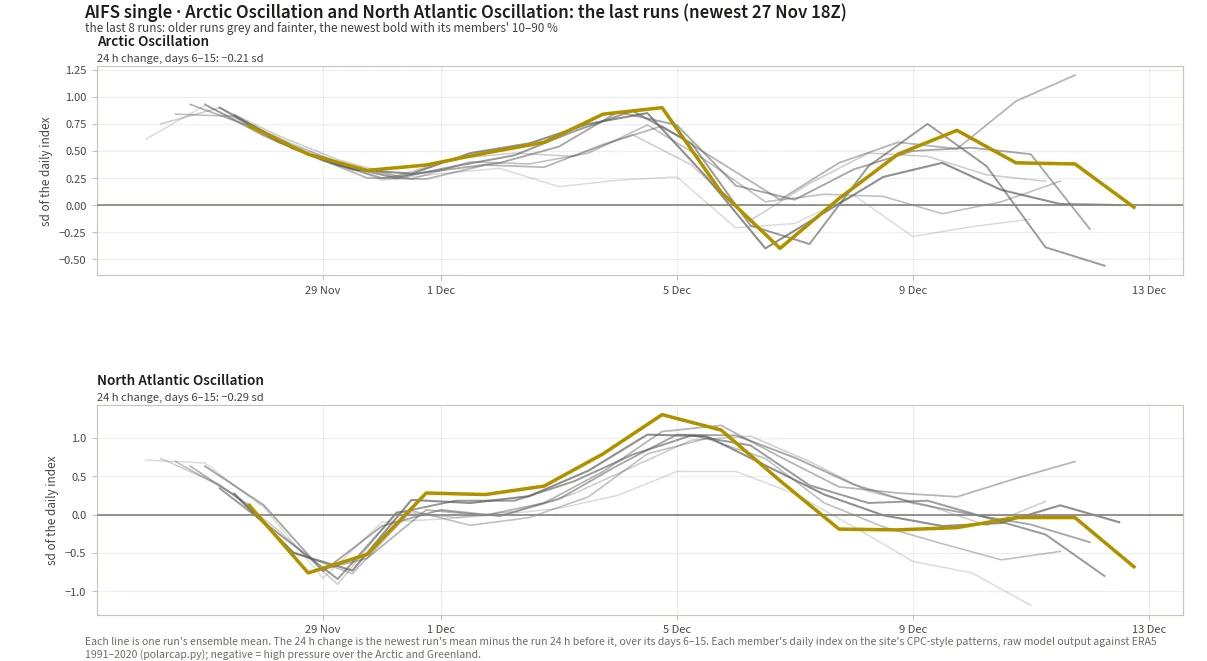 AIFS single · Arctic Oscillation and North Atlantic Oscillation: the last runs (newest 27 Nov 18Z)
the last 8 runs: older runs grey and fainter, the newest bold with its members' 10–90 %
Arctic Oscillation
24 h change, days 6–15: −0.21 sd
sd of the daily index
1.25
1.00
0.75
0.50
0.25
0.00
−0.25
−0.50
29 Nov
1 Dec
5 Dec
9 Dec
13 Dec
North Atlantic Oscillation
24 h change, days 6–15: −0.29 sd
sd of the daily index
1.0
0.5
0.0
−0.5
−1.0
29 Nov
1 Dec
5 Dec
9 Dec
13 Dec
Each line is one run's ensemble mean. The 24 h change is the newest run's mean minus the run 24 h before it, over its days 6–15. Each member's daily index on the site's CPC-style patterns, raw model output against ERA5
1991–2020 (polarcap.py); negative = high pressure over the Arctic and Greenland.